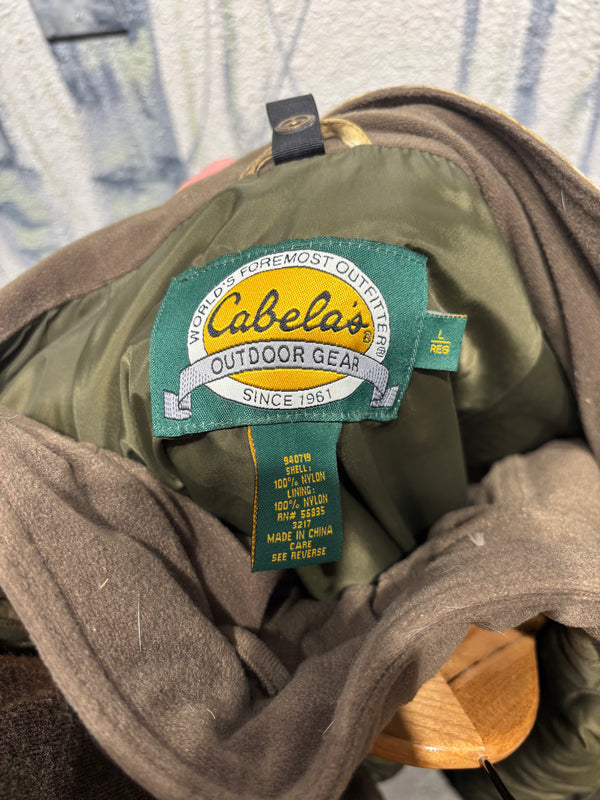 WORLD'S FOREMOST OUTFITTER®
Cabela's®
OUTDOOR GEAR
SINCE 1961
L
REG
940719
SHELL:
100% NYLON
LINING:
100% NYLON
RN# 56835
3217
MADE IN CHINA
CARE
SEE REVERSE